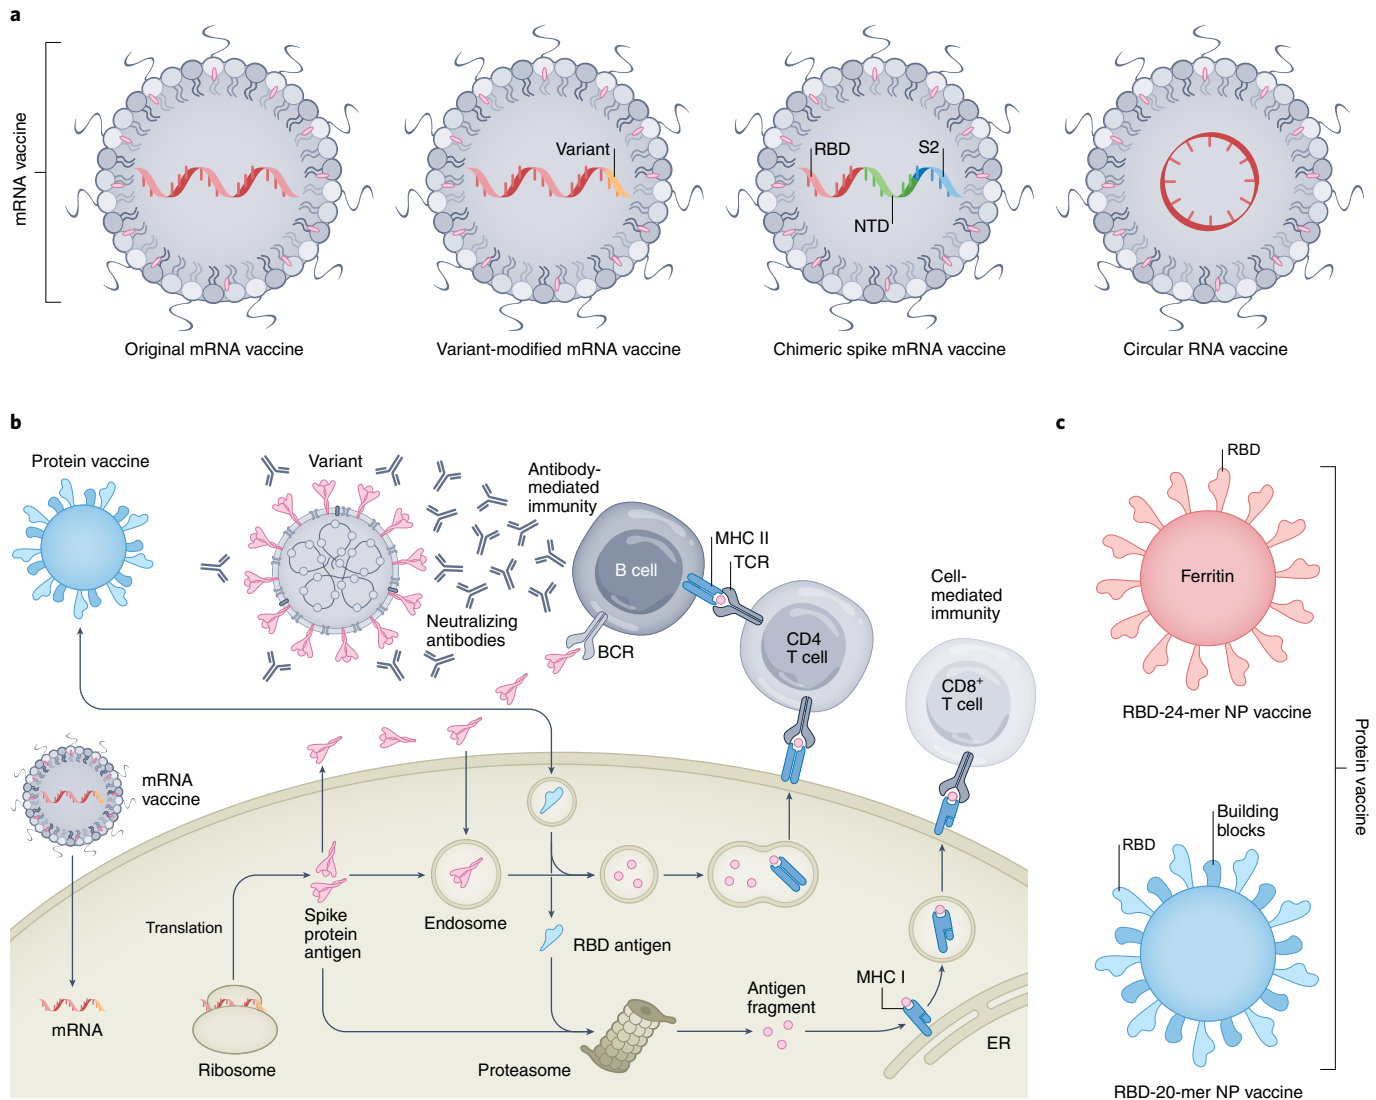 a
mRNA vaccine
Variant
RBD
S2
NTD
Original mRNA vaccine
Variant-modified mRNA vaccine
Chimeric spike mRNA vaccine
Circular RNA vaccine
b
Protein vaccine
Variant
Antibody-
mediated
immunity
B cell
MHC II
TCR
Neutralizing
antibodies
BCR
CD4
T cell
Cell-
mediated
immunity
CD8+
T cell
mRNA
vaccine
Translation
Spike
protein
antigen
Endosome
RBD antigen
mRNA
Ribosome
Proteasome
Antigen
fragment
MHC I
ER
c
RBD
Ferritin
RBD-24-mer NP vaccine
Protein vaccine
Building
blocks
RBD
RBD-20-mer NP vaccine